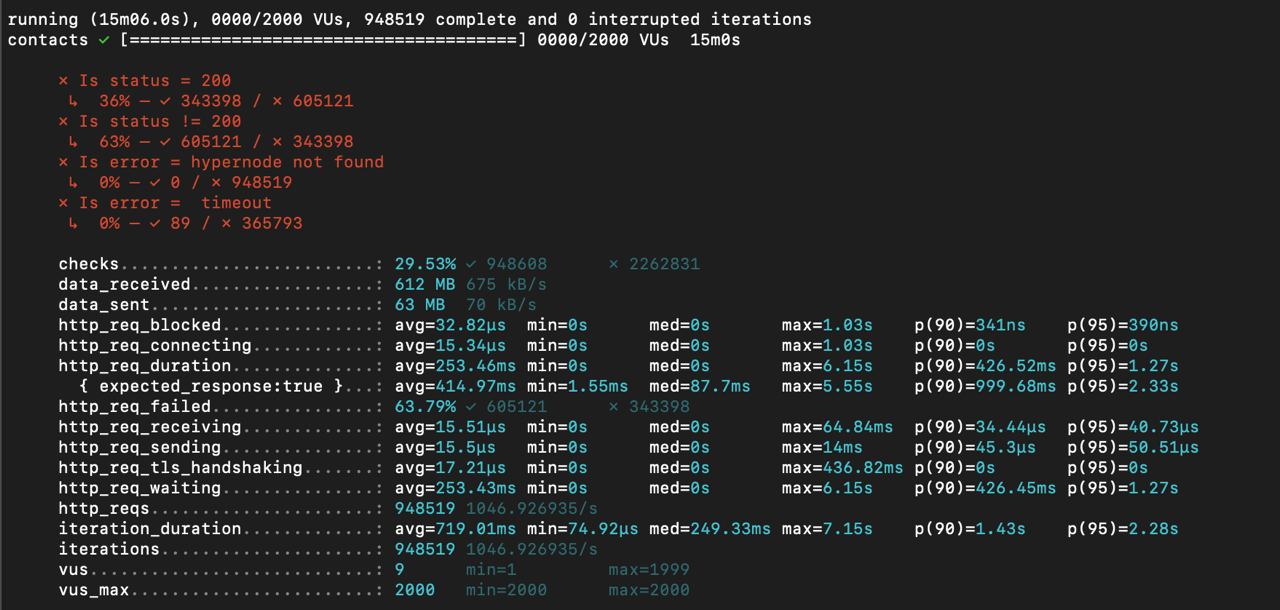 running (15m06.0s), 0000/2000 VUs, 948519 complete and 0 interrupted iterations
contacts ✓ [======================================] 0000/2000 VUs  15m0s
✗ Is status = 200
↳  36% — ✓ 343398 / ✗ 605121
✗ Is status != 200
↳  63% — ✓ 605121 / ✗ 343398
✗ Is error = hypernode not found
↳  0% — ✓ 0 / ✗ 948519
✗ Is error =  timeout
↳  0% — ✓ 89 / ✗ 365793
checks.........................: 29.53% ✓ 948608      ✗ 2262831
data_received..................: 612 MB 675 kB/s
data_sent......................: 63 MB  70 kB/s
http_req_blocked...............: avg=32.82µs  min=0s      med=0s       max=1.03s    p(90)=341ns    p(95)=390ns
http_req_connecting............: avg=15.34µs  min=0s      med=0s       max=1.03s    p(90)=0s       p(95)=0s
http_req_duration..............: avg=253.46ms min=0s      med=0s       max=6.15s    p(90)=426.52ms p(95)=1.27s
{ expected_response:true }...: avg=414.97ms min=1.55ms  med=87.7ms   max=5.55s    p(90)=999.68ms p(95)=2.33s
http_req_failed................: 63.79% ✓ 605121      ✗ 343398
http_req_receiving.............: avg=15.51µs  min=0s      med=0s       max=64.84ms  p(90)=34.44µs  p(95)=40.73µs
http_req_sending...............: avg=15.5µs   min=0s      med=0s       max=14ms     p(90)=45.3µs   p(95)=50.51µs
http_req_tls_handshaking.......: avg=17.21µs  min=0s      med=0s       max=436.82ms p(90)=0s       p(95)=0s
http_req_waiting...............: avg=253.43ms min=0s      med=0s       max=6.15s    p(90)=426.45ms p(95)=1.27s
http_reqs......................: 948519 1046.926935/s
iteration_duration.............: avg=719.01ms min=74.92µs med=249.33ms max=7.15s    p(90)=1.43s    p(95)=2.28s
iterations.....................: 948519 1046.926935/s
vus............................: 9      min=1         max=1999
vus_max........................: 2000   min=2000      max=2000